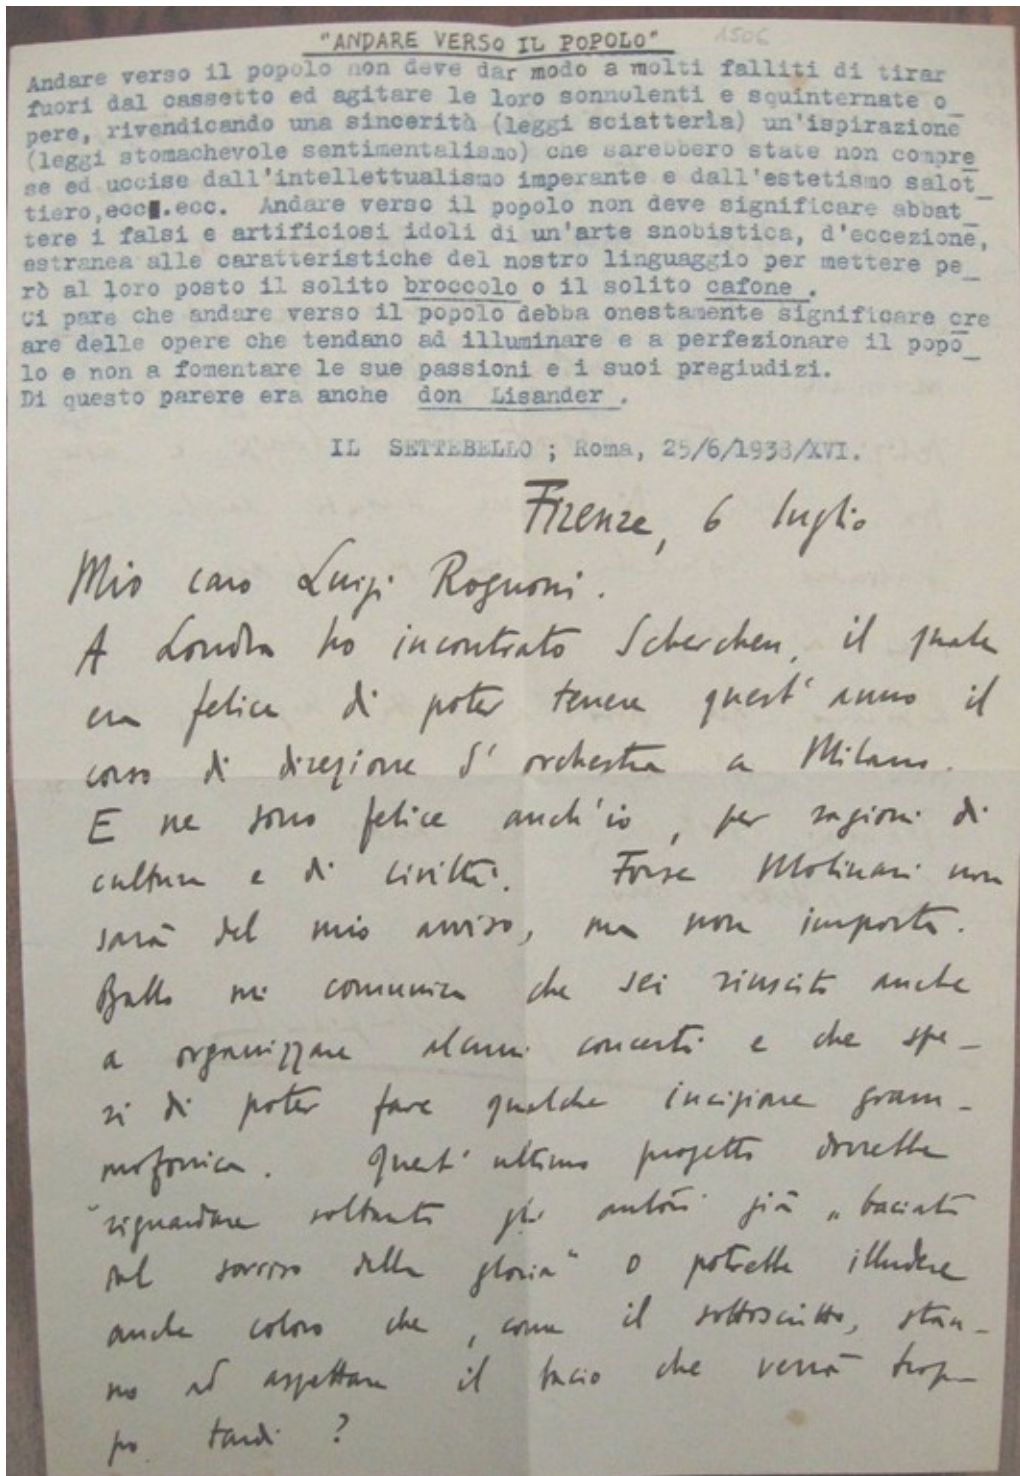 "ANDARE VERSO IL POPOLO" 1506
Andare verso il popolo non deve dar modo a molti falliti di tirar
fuori dal cassetto ed agitare le loro sonnolenti e squinternate o_
pere, rivendicando una sincerità (leggi sciatteria) un'ispirazione
(leggi stomachevole sentimentalismo) che sarebbero state non compre_
se ed uccise dall'intellettualismo imperante e dall'estetismo salot_
tiero,ecc.ecc. Andare verso il popolo non deve significare abbat_
tere i falsi e artificiosi idoli di un'arte snobistica, d'eccezione,
estranea alle caratteristiche del nostro linguaggio per mettere pe_
rò al loro posto il solito broccolo o il solito cafone .
Ci pare che andare verso il popolo debba onestamente significare cre_
are delle opere che tendano ad illuminare e a perfezionare il popo_
lo e non a fomentare le sue passioni e i suoi pregiudizi.
Di questo parere era anche don Lisander .
IL SETTEBELLO ; Roma, 25/6/1938/XVI.
Firenze, 6 luglio
Mio caro Luigi Rognoni.
A Londra ho incontrato Scherchen, il quale
era felice di poter tenere quest'anno il
corso di direzione d'orchestra a Milano.
E ne sono felice anch'io, per ragioni di
cultura e di civiltà. Forse Molinari non
sarà del mio avviso, ma non importa.
Ballo mi comunica che sei riuscito anche
a organizzare alcuni concerti e che spe-
ri di poter fare qualche incisione gram-
mofonica. Quest'ultimo progetto dovrebbe
riguardare soltanto gli autori già „baciati
dal sorriso della gloria" o potrebbe illudere
anche coloro che, come il sottoscritto, stan-
no ad aspettare il bacio che verrà trop-
po tardi ?